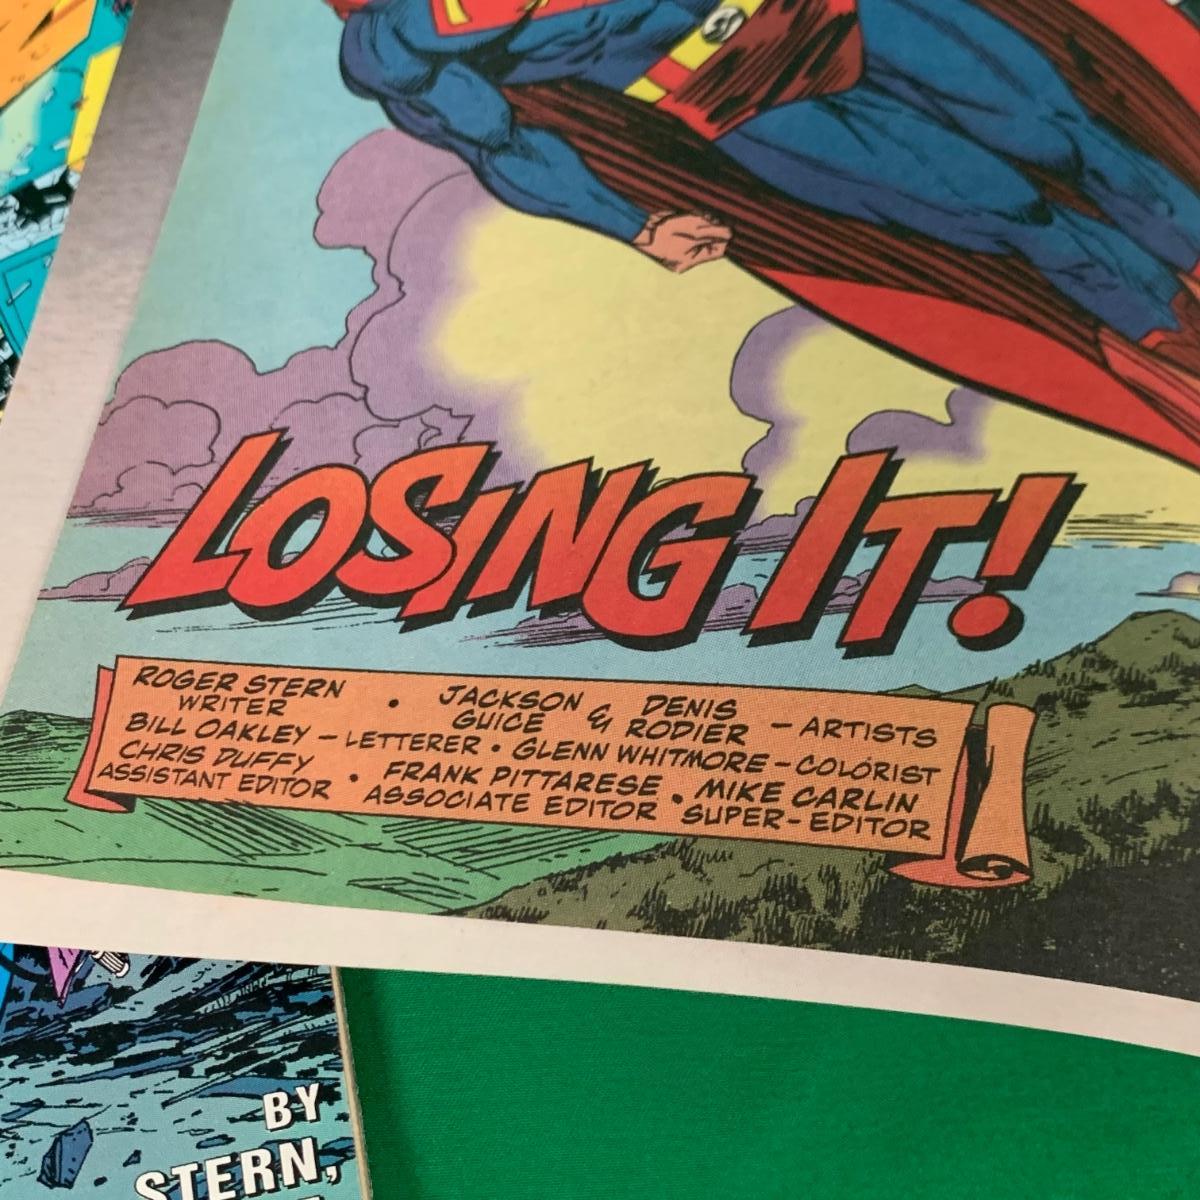 LOSING IT!
ROGER STERN • JACKSON & DENIS
WRITER GUICE RODIER - ARTISTS
BILL OAKLEY - LETTERER • GLENN WHITMORE - COLORIST
CHRIS DUFFY • FRANK PITTARESE • MIKE CARLIN
ASSISTANT EDITOR ASSOCIATE EDITOR SUPER-EDITOR
BY
STERN,